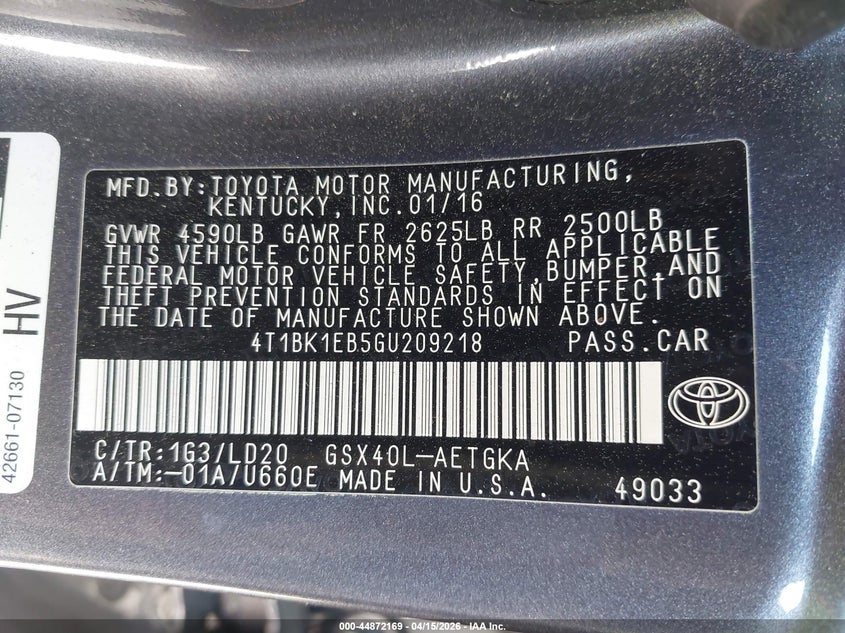 MFD.BY:TOYOTA MOTOR MANUFACTURING,
KENTUCKY,INC.01/16
GVWR 4590LB GAWR FR 2625LB RR 2500LB
THIS VEHICLE CONFORMS TO ALL APPLICABLE
FEDERAL MOTOR VEHICLE SAFETY,BUMPER,AND
THEFT PREVENTION STANDARDS IN EFFECT ON
THE DATE OF MANUFACTURE SHOWN ABOVE.
4T1BK1EB5GU209218 PASS.CAR
C/TR:1G3/LD20 GSX40L-AETGKA
A/TM:-01A/U660E MADE IN U.S.A. 49033
42661-07130
HV
000-44872169 - 04/15/2026 - IAA Inc.